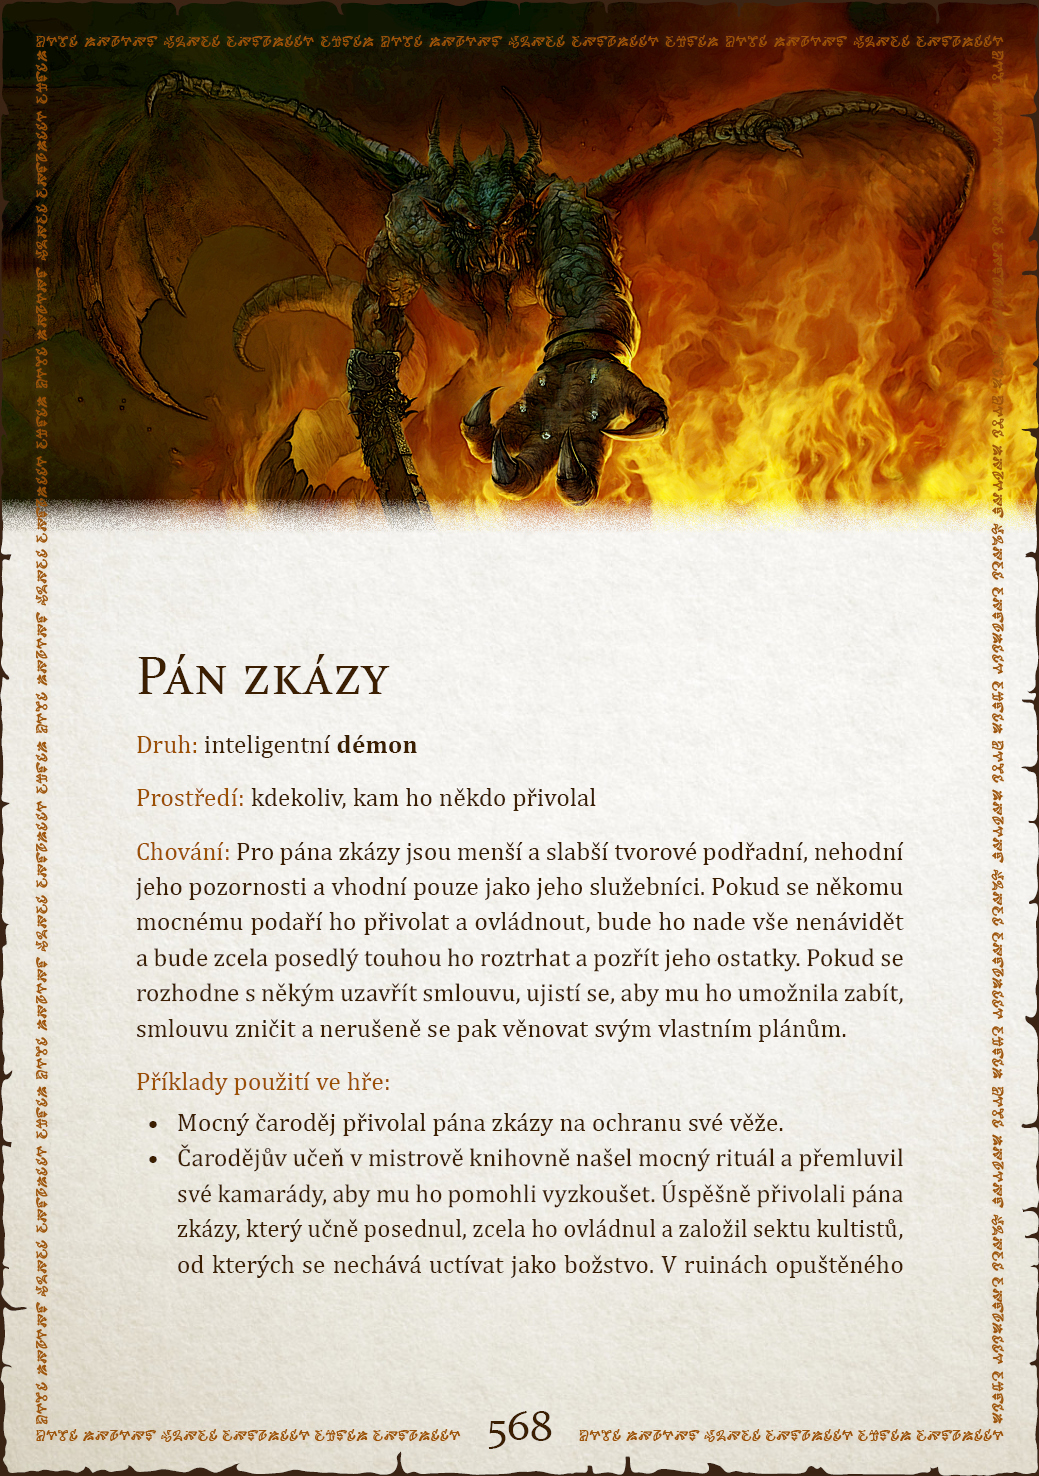 Pán zkázy
Druh: inteligentní démon
Prostředí: kdekoliv, kam ho někdo přivolal
Chování: Pro pána zkázy jsou menší a slabší tvorové podřadní, nehodní
jeho pozornosti a vhodní pouze jako jeho služebníci. Pokud se někomu
mocnému podaří ho přivolat a ovládnout, bude ho nade vše nenávidět
a bude zcela posedlý touhou ho roztrhat a pozřít jeho ostatky. Pokud se
rozhodne s někým uzavřít smlouvu, ujistí se, aby mu ho umožnila zabít,
smlouvu zničit a nerušeně se pak věnovat svým vlastním plánům.
Příklady použití ve hře:
• Mocný čaroděj přivolal pána zkázy na ochranu své věže.
• Čarodějův učeň v mistrově knihovně našel mocný rituál a přemluvil
své kamarády, aby mu ho pomohli vyzkoušet. Úspěšně přivolali pána
zkázy, který učně posednul, zcela ho ovládnul a založil sektu kultistů,
od kterých se nechává uctívat jako božstvo. V ruinách opuštěného
568